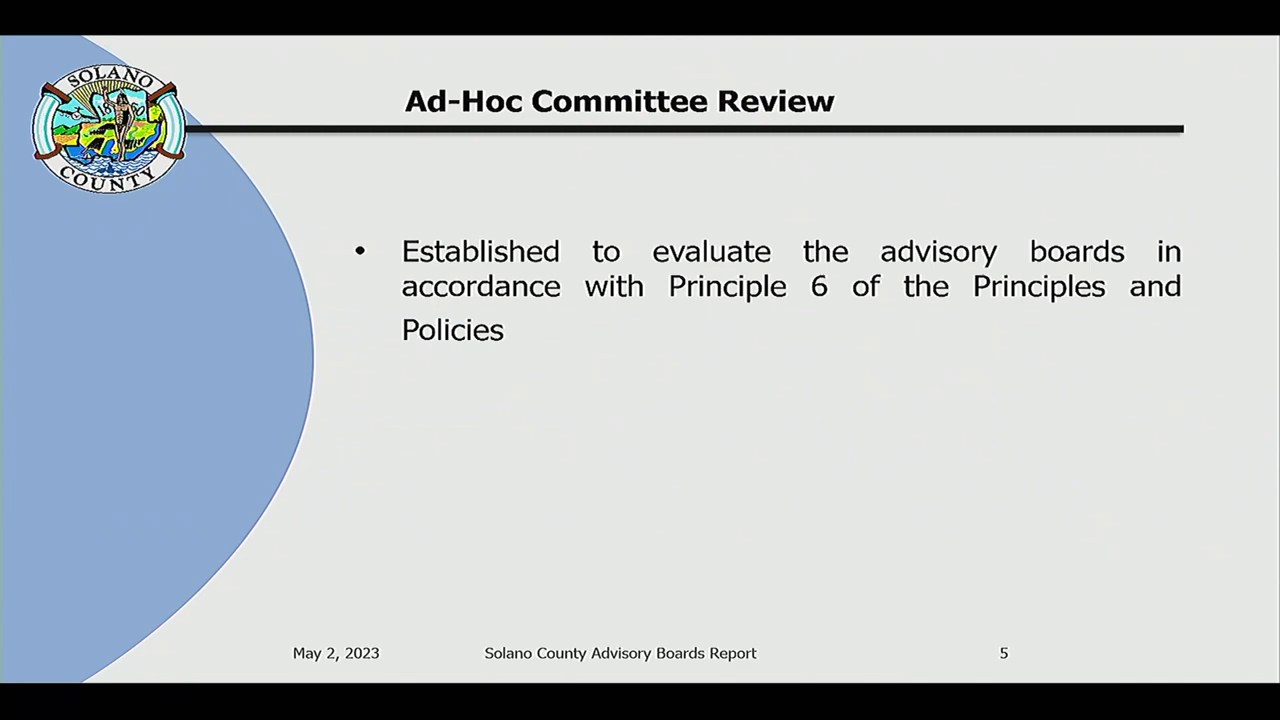 SOLANO
1850
COUNTY
Ad-Hoc Committee Review
• Established to evaluate the advisory boards in
accordance with Principle 6 of the Principles and
Policies
May 2, 2023
Solano County Advisory Boards Report
5